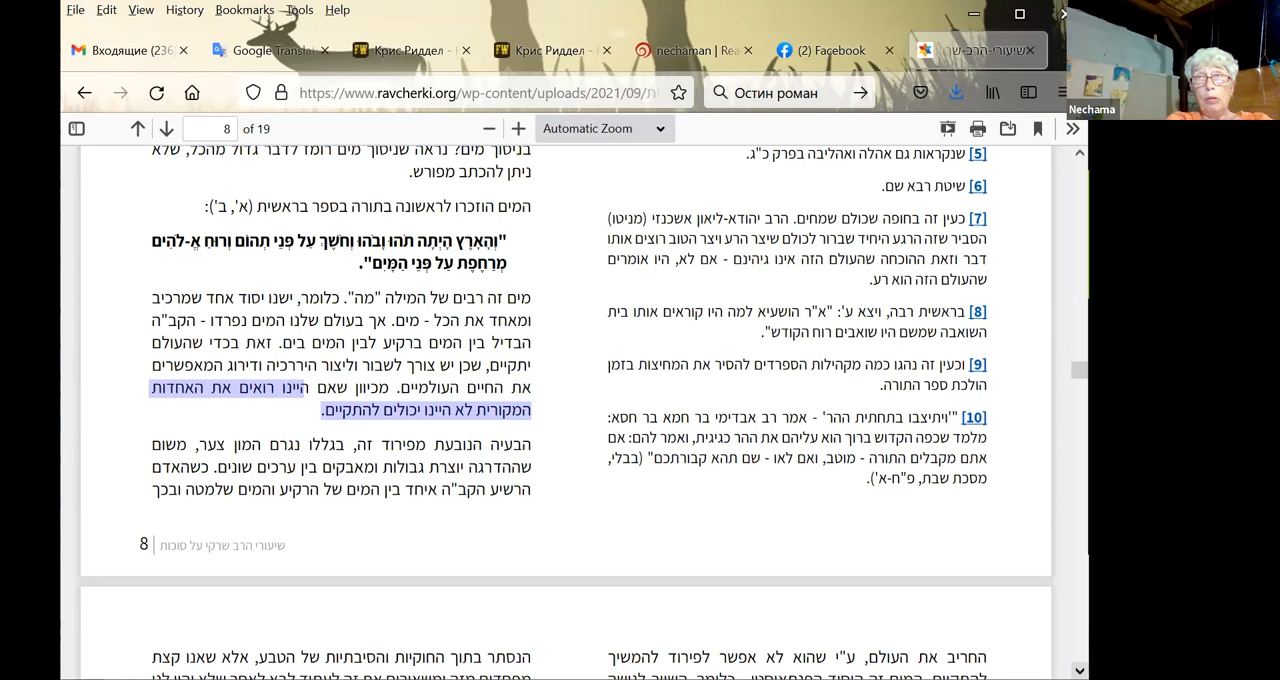 File Edit View History Bookmarks Tools Help
Входящие (236 Google Transla Крис Риддел - К Крис Риддел - К nechaman | Rea (2) Facebook שיעורי-הרב-שר
https://www.ravcherki.org/wp-content/uploads/2021/09/ Остин роман
8 of 19 Automatic Zoom
Nechama
[5] שנקראות גם אהלה ואהליבה בפרק כ"ג.
[6] שיטת רבא שם.
[7] כעין זה בחופה שכולם שמחים. הרב יהודא-ליאון אשכנזי (מניטו)
הסביר שזה הרגע היחיד שברור לכולם שיצר הרע ויצר הטוב רוצים אותו
דבר וזאת ההוכחה שהעולם הזה אינו גיהינם - אם לא, היו אומרים
שהעולם הזה הוא רע.
[8] בראשית רבה, ויצא ע': "א"ר הושעיא למה היו קוראים אותו בית
השואבה שמשם היו שואבים רוח הקודש".
[9] וכעין זה נהגו כמה מקהילות הספרדים להסיר את המחיצות בזמן
הולכת ספר התורה.
[10] "'ויתיצבו בתחתית ההר' - אמר רב אבדימי בר חמא בר חסא:
מלמד שכפה הקדוש ברוך הוא עליהם את ההר כגיגית, ואמר להם: אם
אתם מקבלים התורה - מוטב, ואם לאו - שם תהא קבורתכם" (בבלי,
מסכת שבת, פ"ח-א').
בניסוך מים? נראה שניסוך מים רומז לדבר גדול מהכל, שלא
ניתן להכתב מפורש.
המים הוזכרו לראשונה בתורה בספר בראשית (א', ב'):
"וְהָאָרֶץ הָיְתָה תֹהוּ וָבֹהוּ וְחֹשֶׁךְ עַל פְּנֵי תְהוֹם וְרוּחַ אֱ-לֹהִים
מְרַחֶפֶת עַל פְּנֵי הַמָּיִם".
מים זה רבים של המילה "מה". כלומר, ישנו יסוד אחד שמרכיב
ומאחד את הכל - מים. אך בעולם שלנו המים נפרדו - הקב"ה
הבדיל בין המים ברקיע לבין המים בים. זאת בכדי שהעולם
יתקיים, שכן יש צורך לשבור וליצור היררכיה ודירוג המאפשרים
את החיים העולמיים. מכיוון שאם היינו רואים את האחדות
המקורית לא היינו יכולים להתקיים.
הבעיה הנובעת מפירוד זה, בגללו נגרם המון צער, משום
שההדרגה יוצרת גבולות ומאבקים בין ערכים שונים. כשהאדם
הרשיע הקב"ה איחד בין המים של הרקיע והמים שלמטה ובכך
8 | שיעורי הרב שרקי על סוכות
החריב את העולם, ע"י שהוא לא אפשר לפירוד להמשיך
הנסתר בתוך החוקיות והסיבתיות של הטבע, אלא שאנו קצת